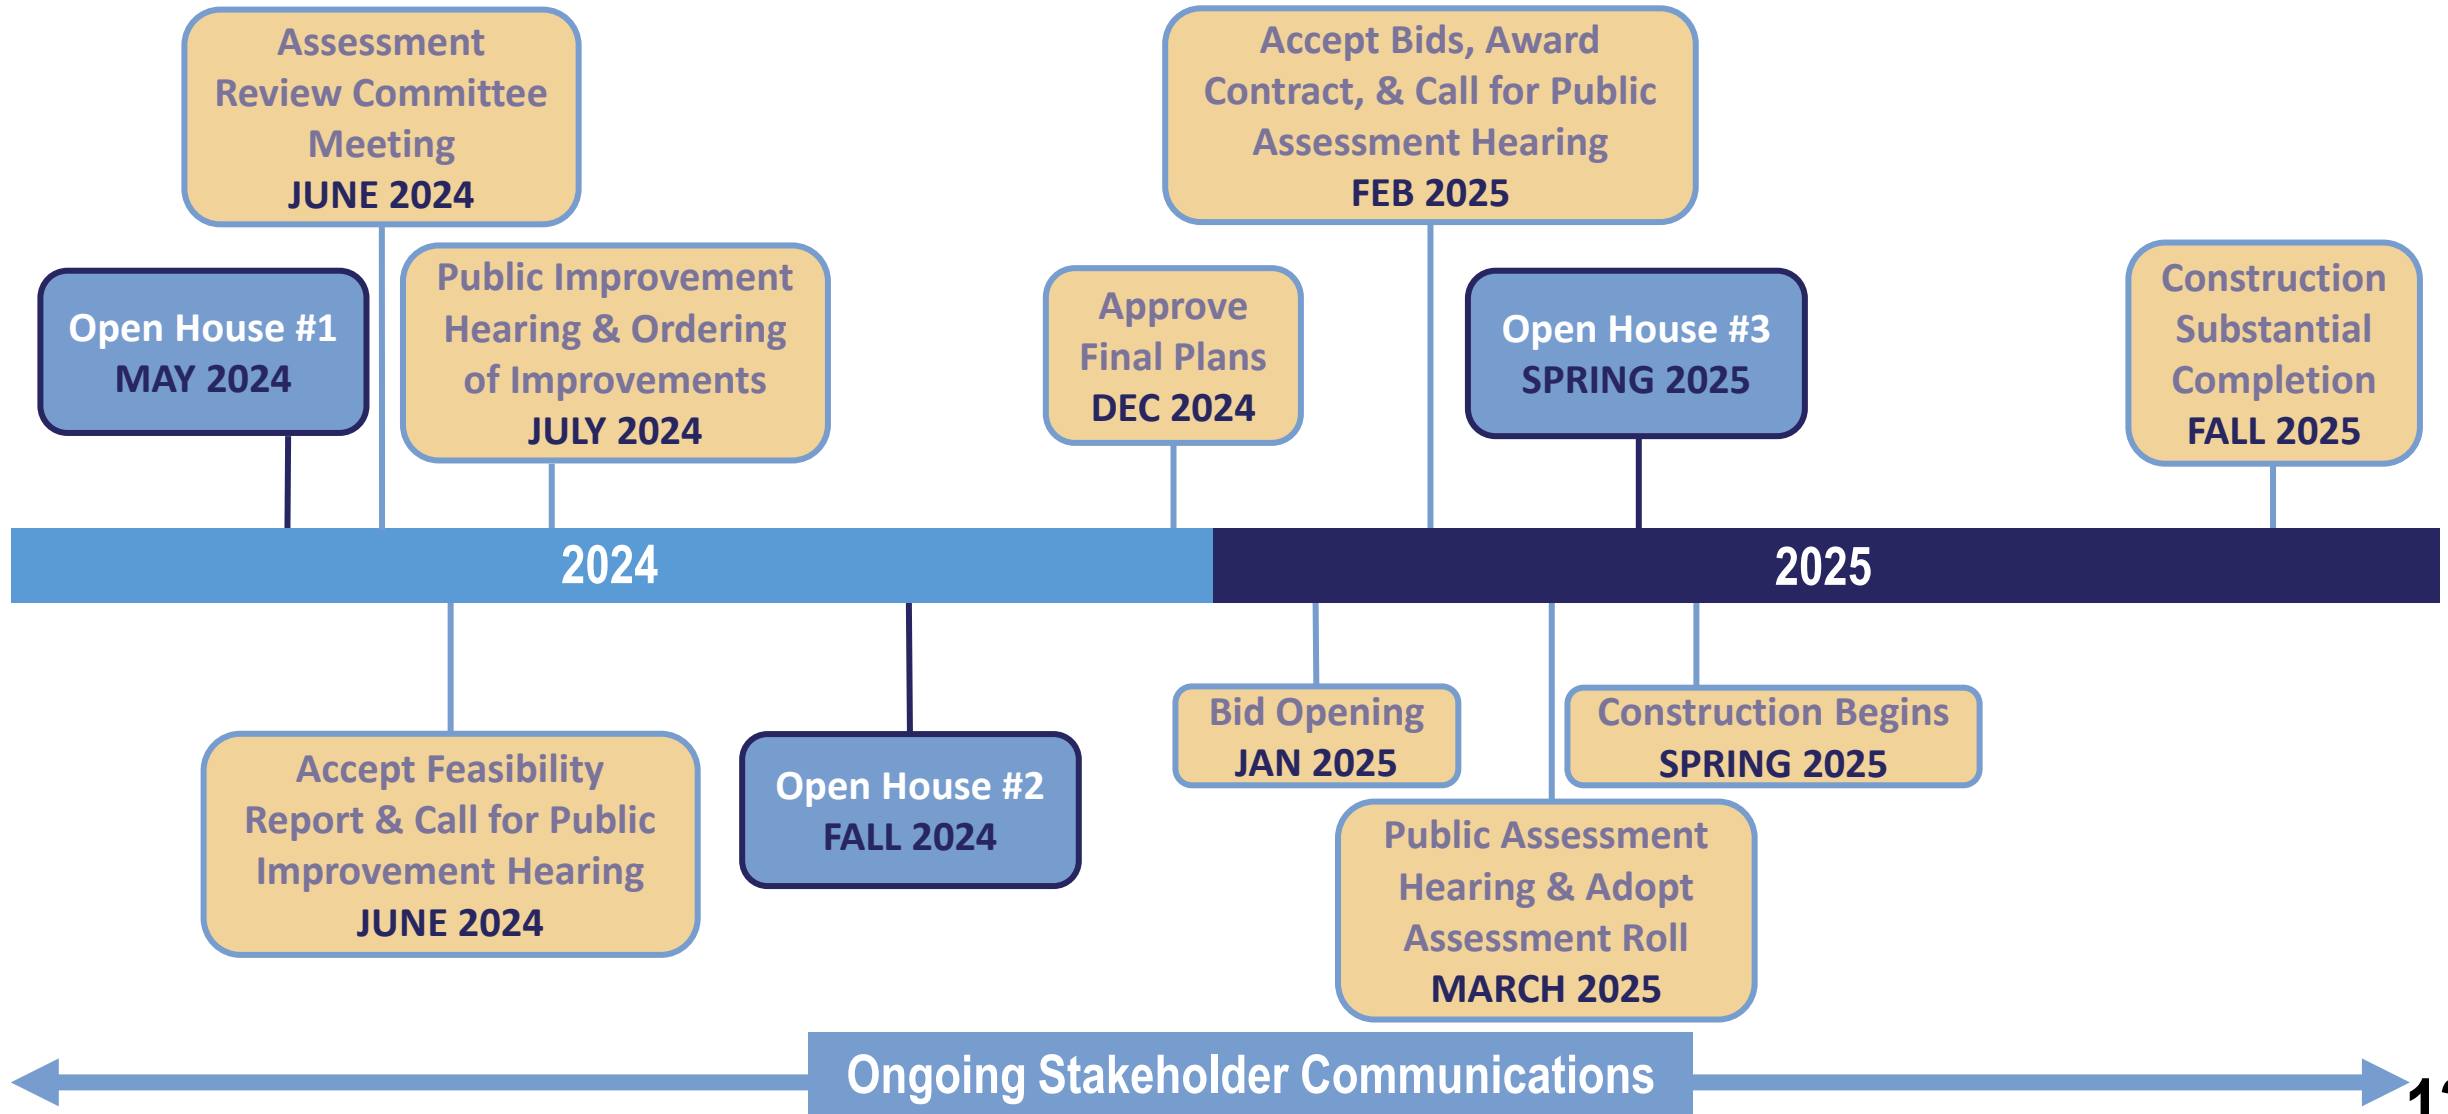 Assessment
Review Committee
Meeting
JUNE 2024
Accept Bids, Award
Contract, & Call for Public
Assessment Hearing
FEB 2025
Open House #1
MAY 2024
Public Improvement
Hearing & Ordering
of Improvements
JULY 2024
Approve
Final Plans
DEC 2024
Open House #3
SPRING 2025
Construction
Substantial
Completion
FALL 2025
2024
2025
Accept Feasibility
Report & Call for Public
Improvement Hearing
JUNE 2024
Open House #2
FALL 2024
Bid Opening
JAN 2025
Construction Begins
SPRING 2025
Public Assessment
Hearing & Adopt
Assessment Roll
MARCH 2025
Ongoing Stakeholder Communications